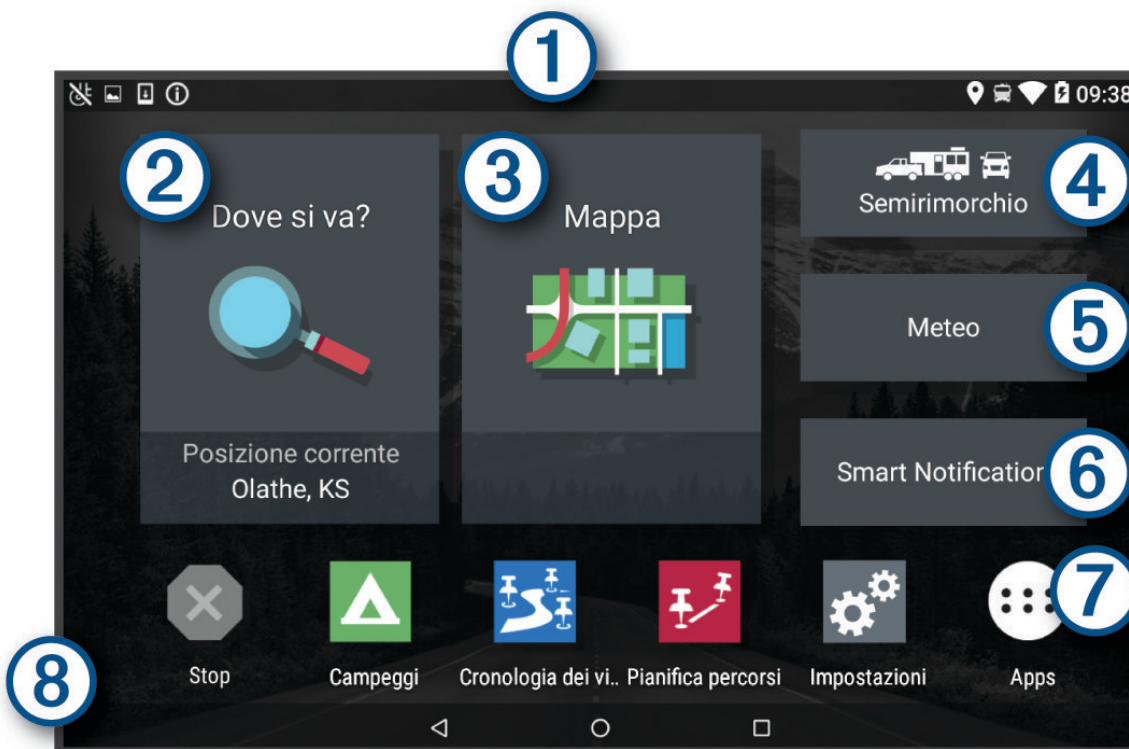 1
09:38
2
Dove si va?
Posizione corrente
Olathe, KS
3
Mappa
4
Semirimorchio
5
Meteo
6
Smart Notification
7
Stop
Campeggi
Cronologia dei vi..
Pianifica percorsi
Impostazioni
Apps
8